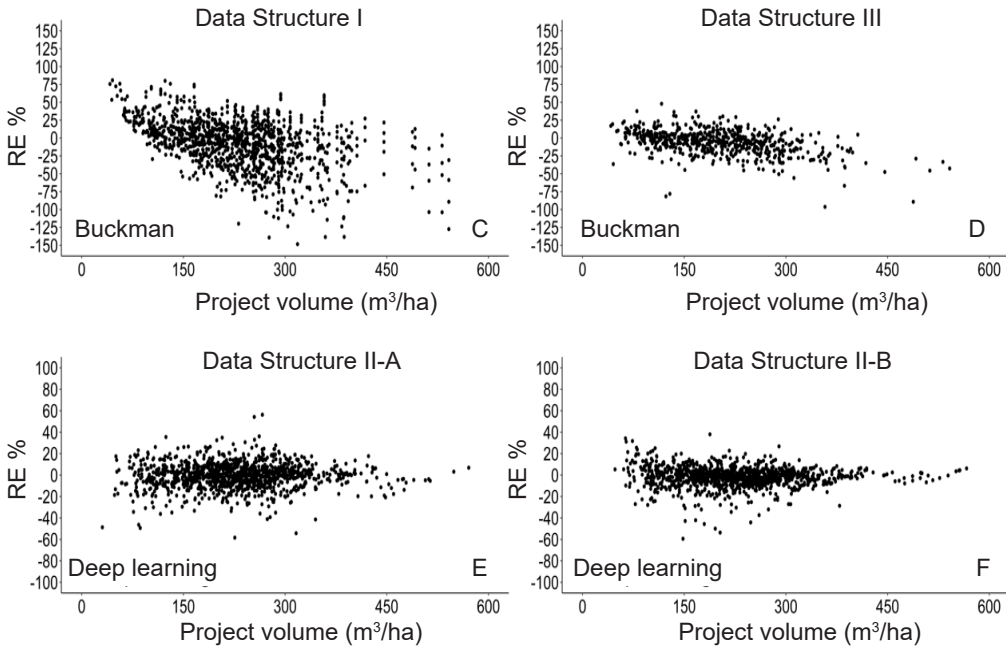 Data Structure I
RE %
150
125
100
75
50
25
0
-25
-50
-75
-100
-125
-150
Buckman
C
0 150 300 450 600
Project volume (m³/ha)
Data Structure III
RE %
150
125
100
75
50
25
0
-25
-50
-75
-100
-125
-150
Buckman
D
0 150 300 450 600
Project volume (m³/ha)
Data Structure II-A
RE %
100
80
60
40
20
0
-20
-40
-60
-80
-100
Deep learning
E
0 150 300 450 600
Project volume (m³/ha)
Data Structure II-B
RE %
100
80
60
40
20
0
-20
-40
-60
-80
-100
Deep learning
F
0 150 300 450 600
Project volume (m³/ha)